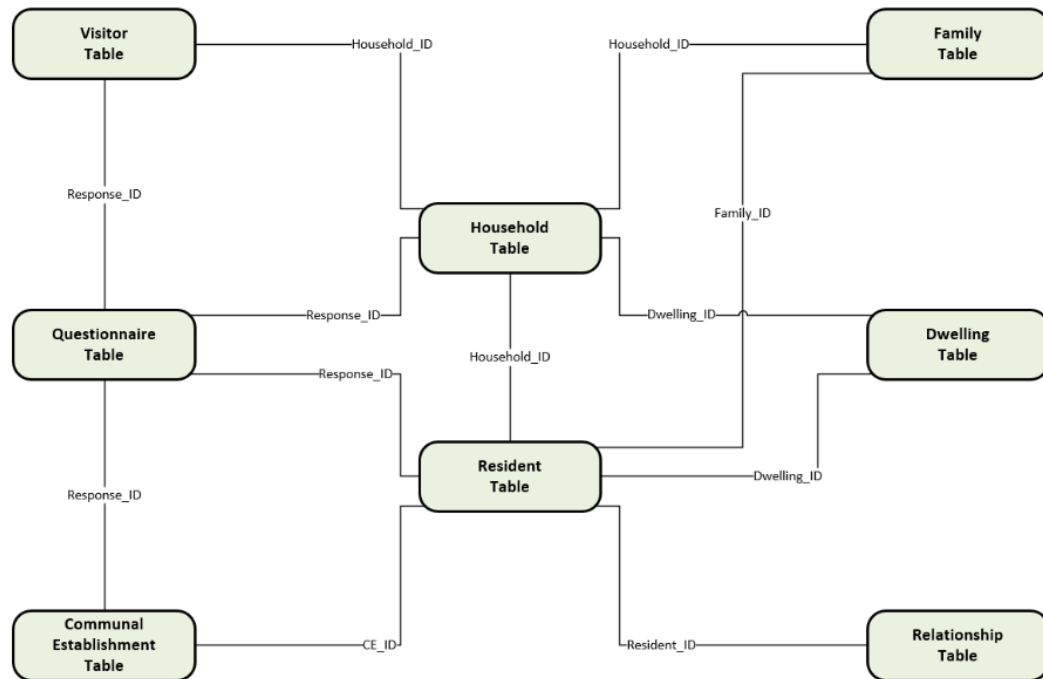 Visitor
Table
Household_ID
Household_ID
Family
Table
Response_ID
Family_ID
Household
Table
Questionnaire
Table
Response_ID
Dwelling_ID
Dwelling
Table
Household_ID
Response_ID
Resident
Table
Dwelling_ID
Response_ID
Communal
Establishment
Table
CE_ID
Resident_ID
Relationship
Table